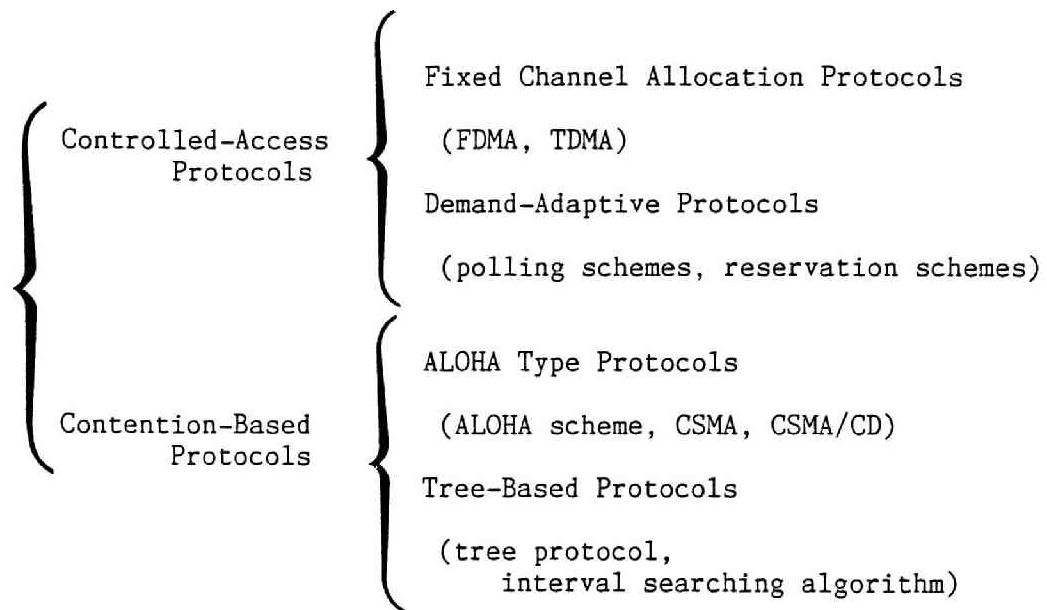 Fixed Channel Allocation Protocols
Controlled-Access
(FDMA, TDMA)
Protocols
Demand-Adaptive Protocols
(polling schemes, reservation schemes)
ALOHA Type Protocols
Contention-Based
(ALOHA scheme, CSMA, CSMA/CD)
Protocols
Tree-Based Protocols
(tree protocol,
interval searching algorithm)